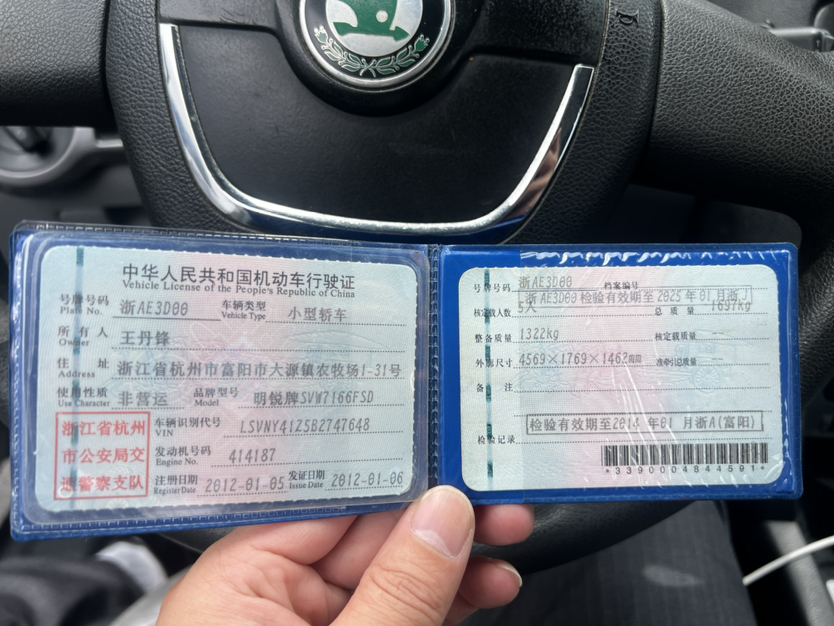 中华人民共和国机动车行驶证
Vehicle License of the People's Republic of China
号牌号码 浙AE3D00 车辆类型 小型轿车
Plate No. Vehicle Type
所有人 王丹锋
Owner
住址 浙江省杭州市富阳市大源镇农牧场1-31号
Address
使用性质 非营运 品牌型号 明锐牌SVW7166FSD
Use Character Model
浙江省杭州
市公安局交
通警察支队
车辆识别代号 LSVNY41Z5B2747648
VIN
发动机号码 414187
Engine No.
注册日期 2012-01-05 发证日期 2012-01-06
Register Date Issue Date
号牌号码 浙AE3D00 档案编号
浙AE3D00 检验有效期至 2025 年 01 月浙J
核定载人数 5人 总质量 1697kg
整备质量 1322kg 核定载质量
外廓尺寸 4569×1769×1462mm 准牵引总质量
备注
检验有效期至2014 年 01 月浙A(富阳)
检验记录
*3390004844591*